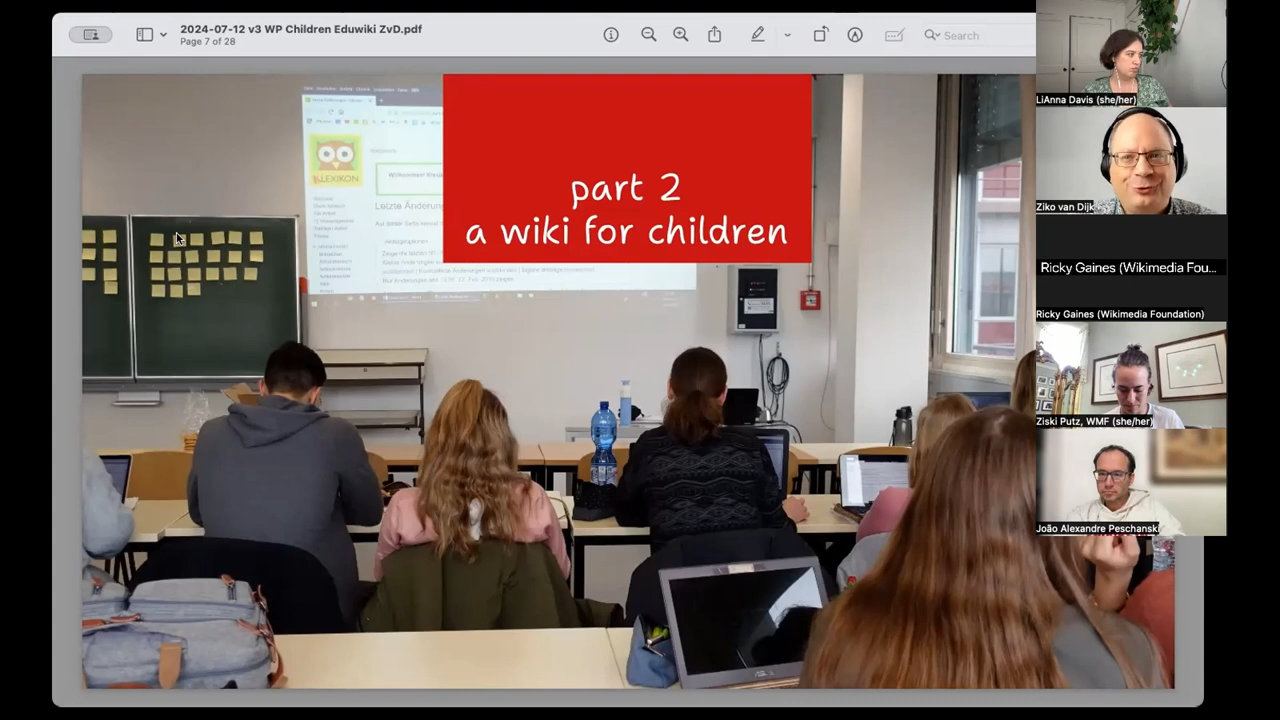 2024-07-12 v3 WP Children Eduwiki ZvD.pdf
Page 7 of 28
Search
part 2
a wiki for children
KLEXIKON
Letzte Änderun
LiAnna Davis (she/her)
Ziko van Dijk
Ricky Gaines (Wikimedia Fou...
Ricky Gaines (Wikimedia Foundation)
Ziski Putz, WMF (she/her)
João Alexandre Peschanski